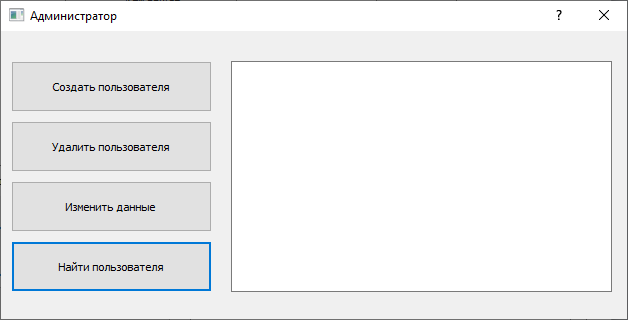 Администратор
Создать пользователя
Удалить пользователя
Изменить данные
Найти пользователя